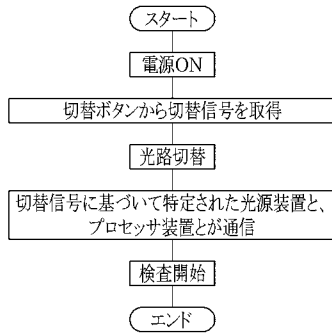 スタート
電源ON
切替ボタンから切替信号を取得
光路切替
切替信号に基づいて特定された光源装置と、
プロセッサ装置とが通信
検査開始
エンド